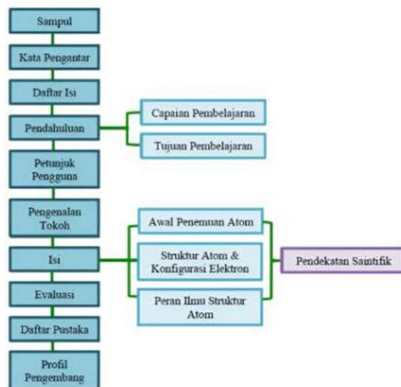 Sampul
Kata Pengantar
Daftar Isi
Pendahuluan
Capaian Pembelajaran
Tujuan Pembelajaran
Petunjuk
Pengguna
Pengenalan
Tokoh
Isi
Awal Penemuan Atom
Struktur Atom &
Konfigurasi Elektron
Peran Ilmu Struktur
Atom
Pendekatan Saintifik
Evaluasi
Daftar Pustaka
Profil
Pengembang